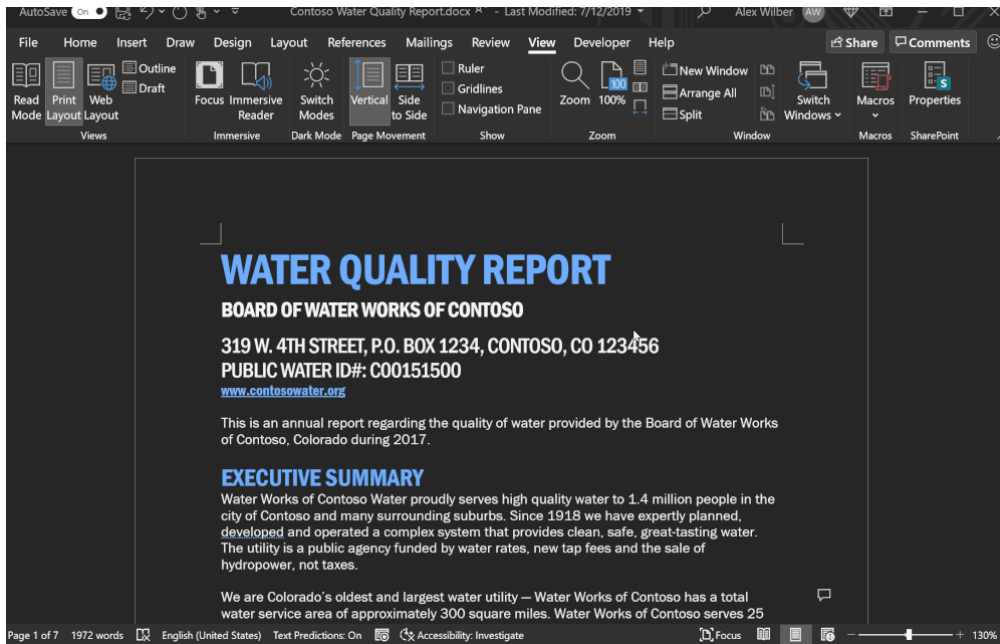 AutoSave On Contoso Water Quality Report.docx - Last Modified: 7/12/2019 Alex Wilber AW
File Home Insert Draw Design Layout References Mailings Review View Developer Help Share Comments
Read Mode
Print Layout
Web Layout
Outline
Draft
Views
Focus
Immersive Reader
Immersive
Switch Modes
Dark Mode
Vertical
Side to Side
Page Movement
Ruler
Gridlines
Navigation Pane
Show
Zoom
100
100%
Zoom
New Window
Arrange All
Split
Switch Windows
Window
Macros
Macros
S
Properties
SharePoint
WATER QUALITY REPORT
BOARD OF WATER WORKS OF CONTOSO
319 W. 4TH STREET, P.O. BOX 1234, CONTOSO, CO 123456
PUBLIC WATER ID#: C00151500
www.contosowater.org
This is an annual report regarding the quality of water provided by the Board of Water Works
of Contoso, Colorado during 2017.
EXECUTIVE SUMMARY
Water Works of Contoso Water proudly serves high quality water to 1.4 million people in the
city of Contoso and many surrounding suburbs. Since 1918 we have expertly planned,
developed and operated a complex system that provides clean, safe, great-tasting water.
The utility is a public agency funded by water rates, new tap fees and the sale of
hydropower, not taxes.
We are Colorado's oldest and largest water utility — Water Works of Contoso has a total
water service area of approximately 300 square miles. Water Works of Contoso serves 25
Page 1 of 7 1972 words English (United States) Text Predictions: On Accessibility: Investigate Focus 130%